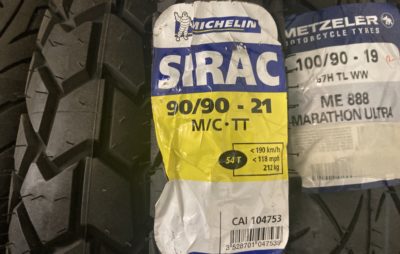 MICHELIN
SIRAC
90/90 - 21
M/C • TT
54 T
< 190 km/h
< 118 mph
212 kg
CAI 104753
METZELER
MOTORCYCLE TYRES
100/90 - 19
57H TL WW
ME 888
MARATHON ULTRA